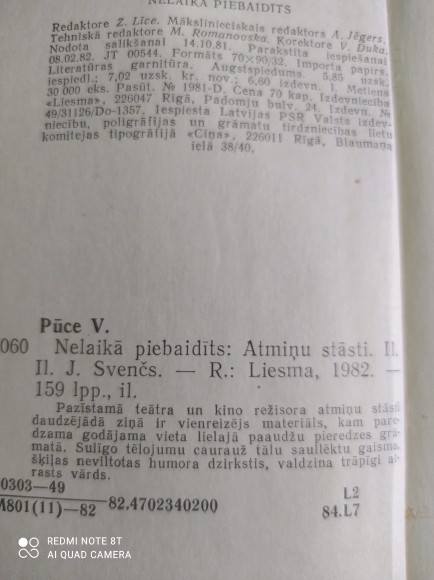 NELAIKĀ PIEBAIDĪTS
Redaktore Z. Līce. Mākslinieciskais redaktors A. Jēgers.
Tehniskā redaktore M. Romanovska. Korektore V. Duka.
Nodota salikšanai 14.10.81. Parakstīta iespiešanai
08.02.82. JT 00544. Formāts 70×90/32. Importa papīrs.
Literatūras garnitūra. Augstspiedums. 5,85 uzsk.
iespiedl.; 7,02 uzsk. kr. nov.; 6,60 izdevn. l. Metiens
30 000 eks. Pasūt. № 1981-D. Cena 70 kap. Izdevniecība
«Liesma», 226047 Rīgā, Padomju bulv. 24. Izdevn. №
49/31126/Do-1357. Iespiesta Latvijas PSR Valsts izdev-
niecību, poligrāfijas un grāmatu tirdzniecības lietu
komitejas tipogrāfijā «Cīņa», 226011 Rīgā, Blaumaņa
ielā 38/40.
Pūce V.
060 Nelaikā piebaidīts: Atmiņu stāsti. Il.
Il. J. Svenčs. — R.: Liesma, 1982. —
159 lpp., il.
Pazīstamā teātra un kino režisora atmiņu stāsti
daudzējādā ziņā ir vienreizējs materiāls, kam pare-
dzama godājama vieta lielajā paaudžu pieredzes grā-
matā. Sulīgo tēlojumu cauraužь tālu saullēktu gaisma,
šķiļas neviltotas humora dzirkstis, valdzina trāpīgi at-
rasts vārds.
0303—49
M801(11)—82
82.4702340200
L2
84.L7
REDMI NOTE 8T
AI QUAD CAMERA